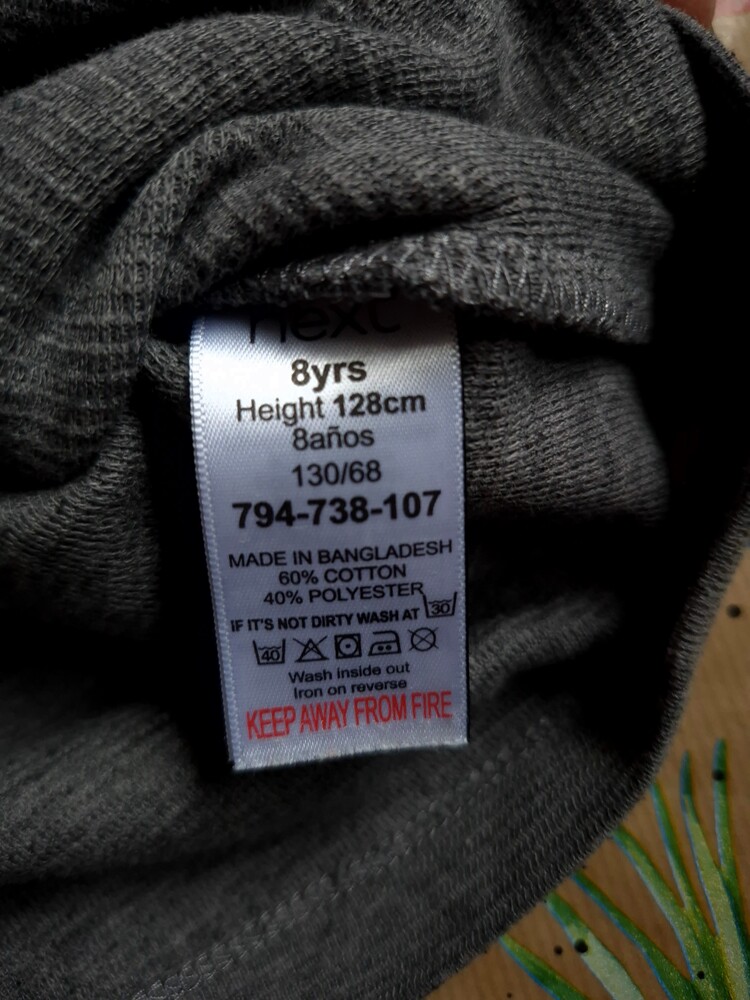 next
8yrs
Height 128cm
8años
130/68
794-738-107
MADE IN BANGLADESH
60% COTTON
40% POLYESTER
IF IT'S NOT DIRTY WASH AT 30
40
Wash inside out
Iron on reverse
KEEP AWAY FROM FIRE